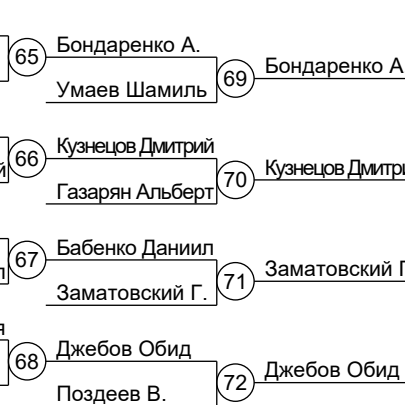 65
Бондаренко А.
Умаев Шамиль
69
Бондаренко А
66
Кузнецов Дмитрий
Газарян Альберт
70
Кузнецов
67
Бабенко Даниил
Заматовский Г.
71
Заматовский
68
Джебов Обид
Поздеев В.
72
Джебов Обид